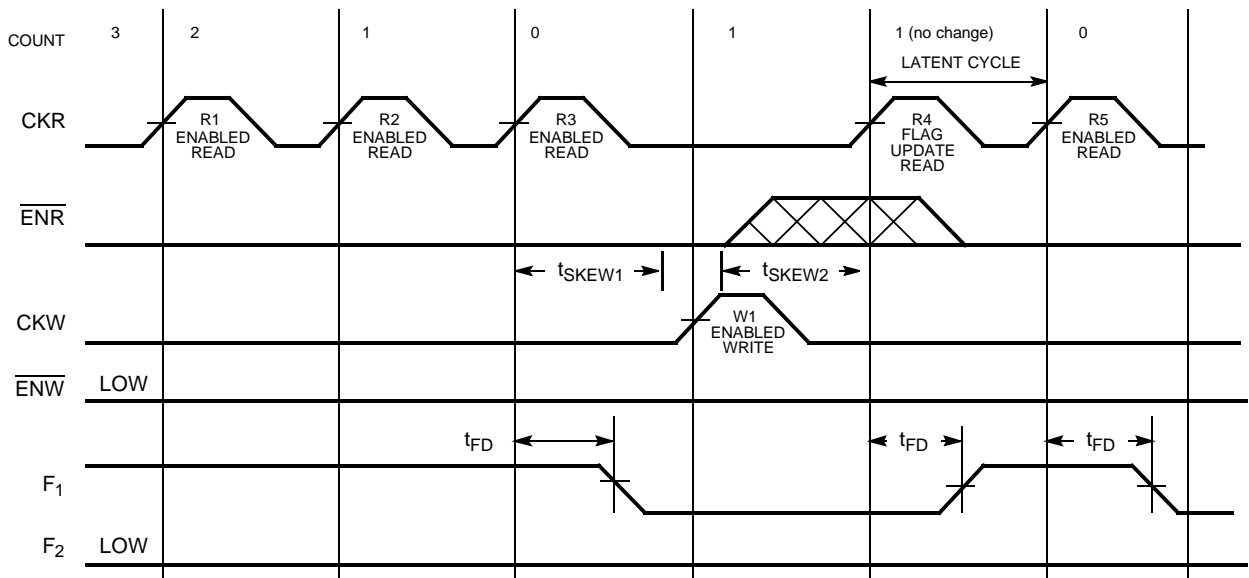 COUNT 3 2 1 0 1 1 (no change) 0
LATENT CYCLE
CKR
R1
ENABLED
READ
R2
ENABLED
READ
R3
ENABLED
READ
R4
FLAG
UPDATE
READ
R5
ENABLED
READ
ENR
tSKEW1
tSKEW2
CKW
W1
ENABLED
WRITE
ENW LOW
tFD
tFD
tFD
F1
F2 LOW